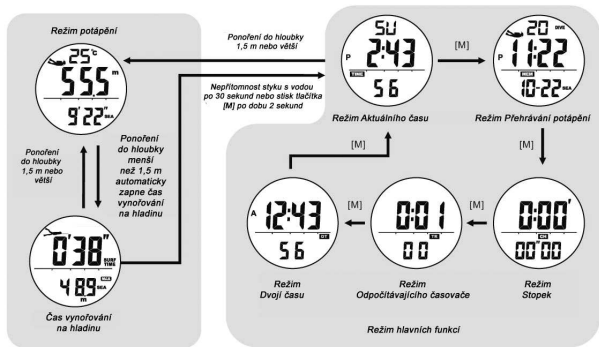 Režim potápění
25°c
55.5 m
9'22" SEA
Ponoření
do hloubky
1,5 m nebo
větší
Ponoření
do hloubky
menší
než 1,5 m
automaticky
zapne čas
vynořování
na hladinu
0'38"
SURF
TIME
MAX
48.9 SEA
m
Čas vynořování
na hladinu
Ponoření do hloubky
1,5 m nebo větší
Nepřítomnost styku s vodou
po 30 sekund nebo stisk tlačítka
[M] po dobu 2 sekund
SU
P 2:43
TIME
56
Režim Aktuálního času
[M]
20 DIVE
P 11:22
MEM
10-22 SEA
Režim Přehrávání potápění
[M]
[M]
A 12:43
DT
56
Režim
Dvojí času
[M]
0:01
TR
00
Režim
Odpočítávajícího časovače
[M]
0:00'
CH
00"00
Režim
Stopek
Režim hlavních funkcí